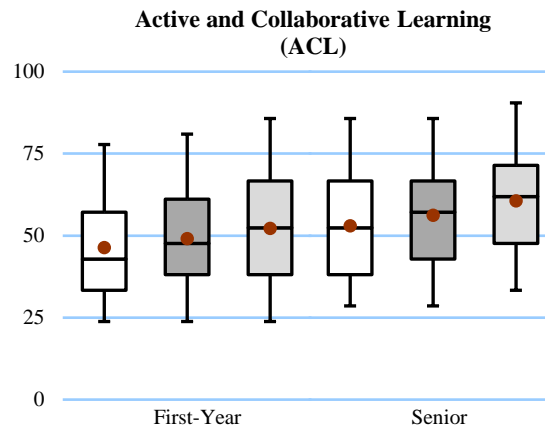 Active and Collaborative Learning
(ACL)
100
75
50
25
0
First-Year Senior